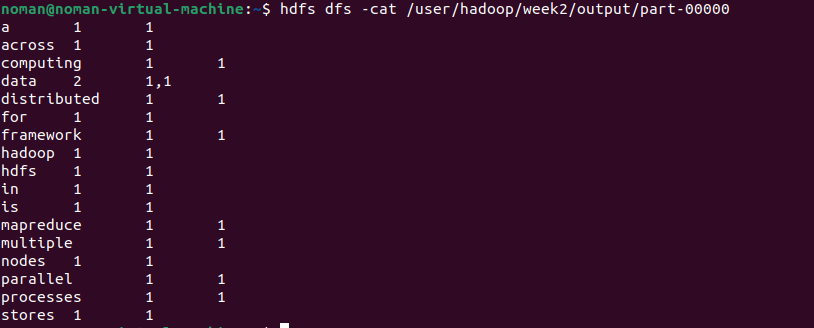 noman@noman-virtual-machine:~$ hdfs dfs -cat /user/hadoop/week2/output/part-00000
a	1	1
across	1	1
computing	1	1
data	2	1,1
distributed	1	1
for	1	1
framework	1	1
hadoop	1	1
hdfs	1	1
in	1	1
is	1	1
mapreduce	1	1
multiple	1	1
nodes	1	1
parallel	1	1
processes	1	1
stores	1	1